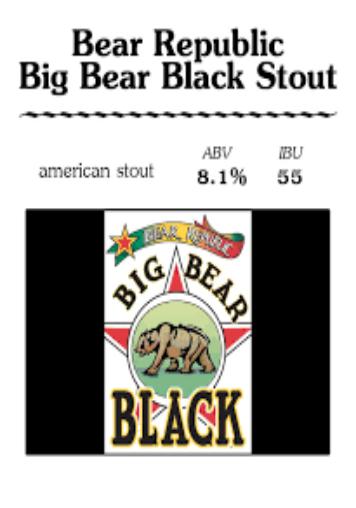 Bear Republic
Big Bear Black Stout
ABV IBU
american stout 8.1% 55
BEAR REPUBLIC
BIG BEAR
BLACK